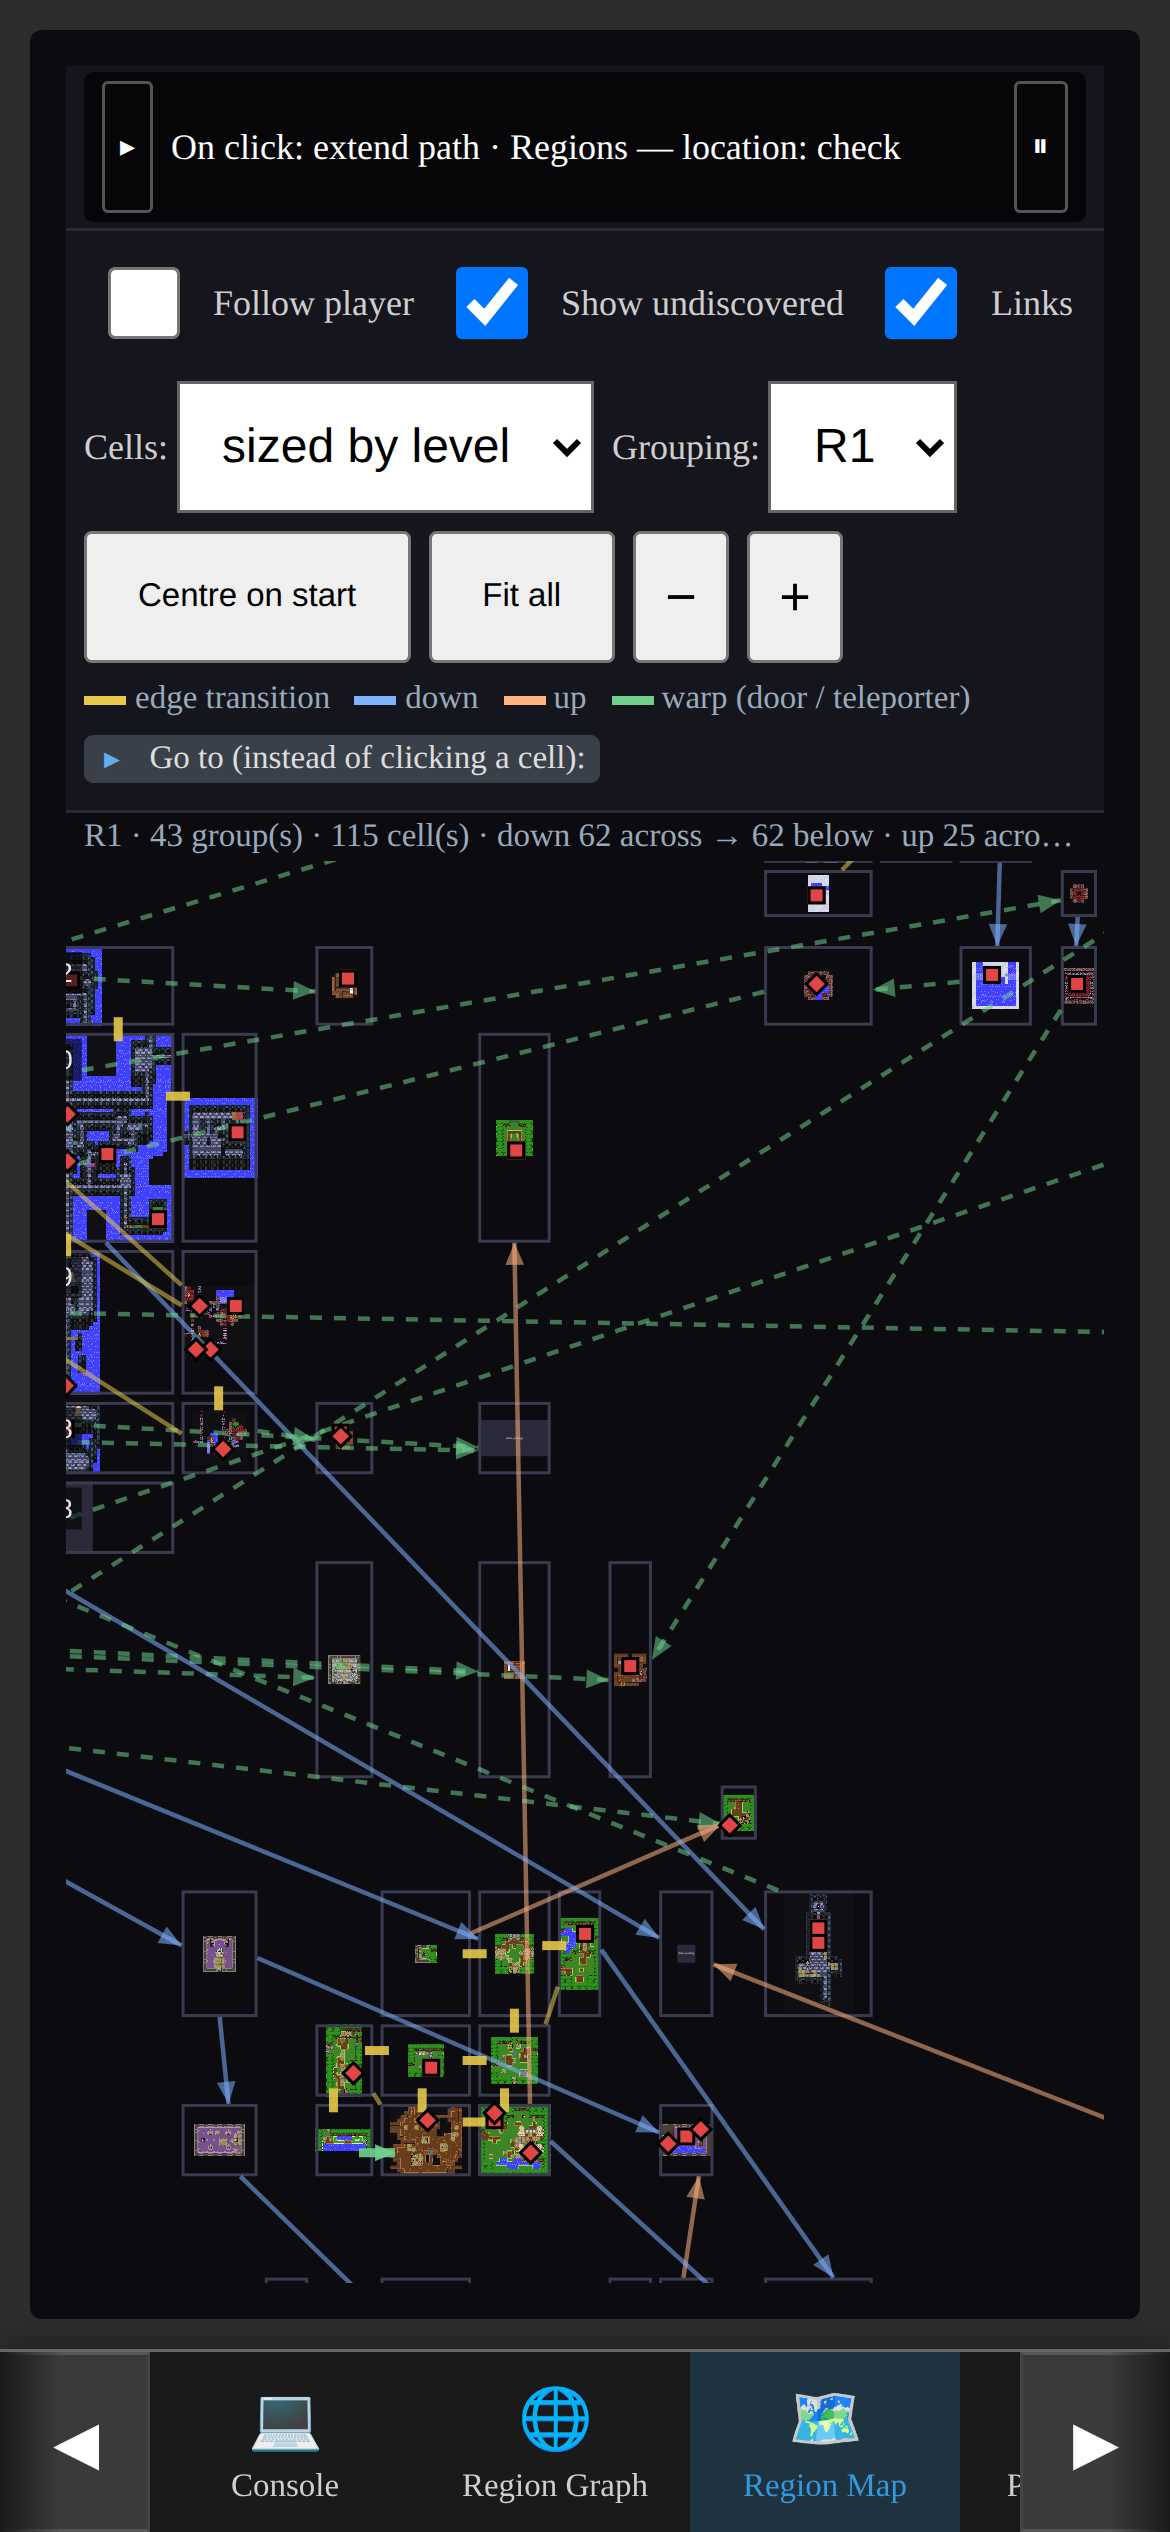 On click: extend path · Regions — location: check
Follow player
Show undiscovered
Links
Cells: sized by level
Grouping: R1
Centre on start
Fit all
−
+
edge transition
down
up
warp (door / teleporter)
Go to (instead of clicking a cell):
R1 · 43 group(s) · 115 cell(s) · down 62 across → 62 below · up 25 acro…
Console
Region Graph
Region Map